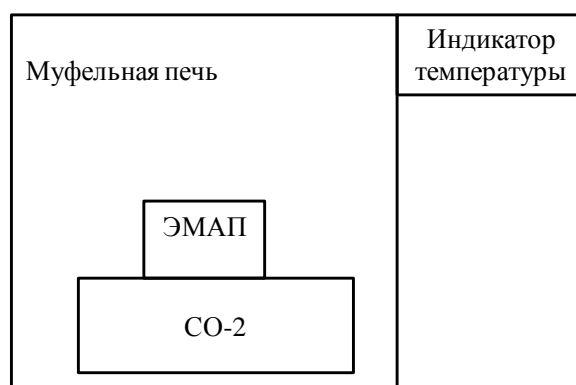 Муфельная печь
Индикатор
температуры
ЭМАП
СО-2